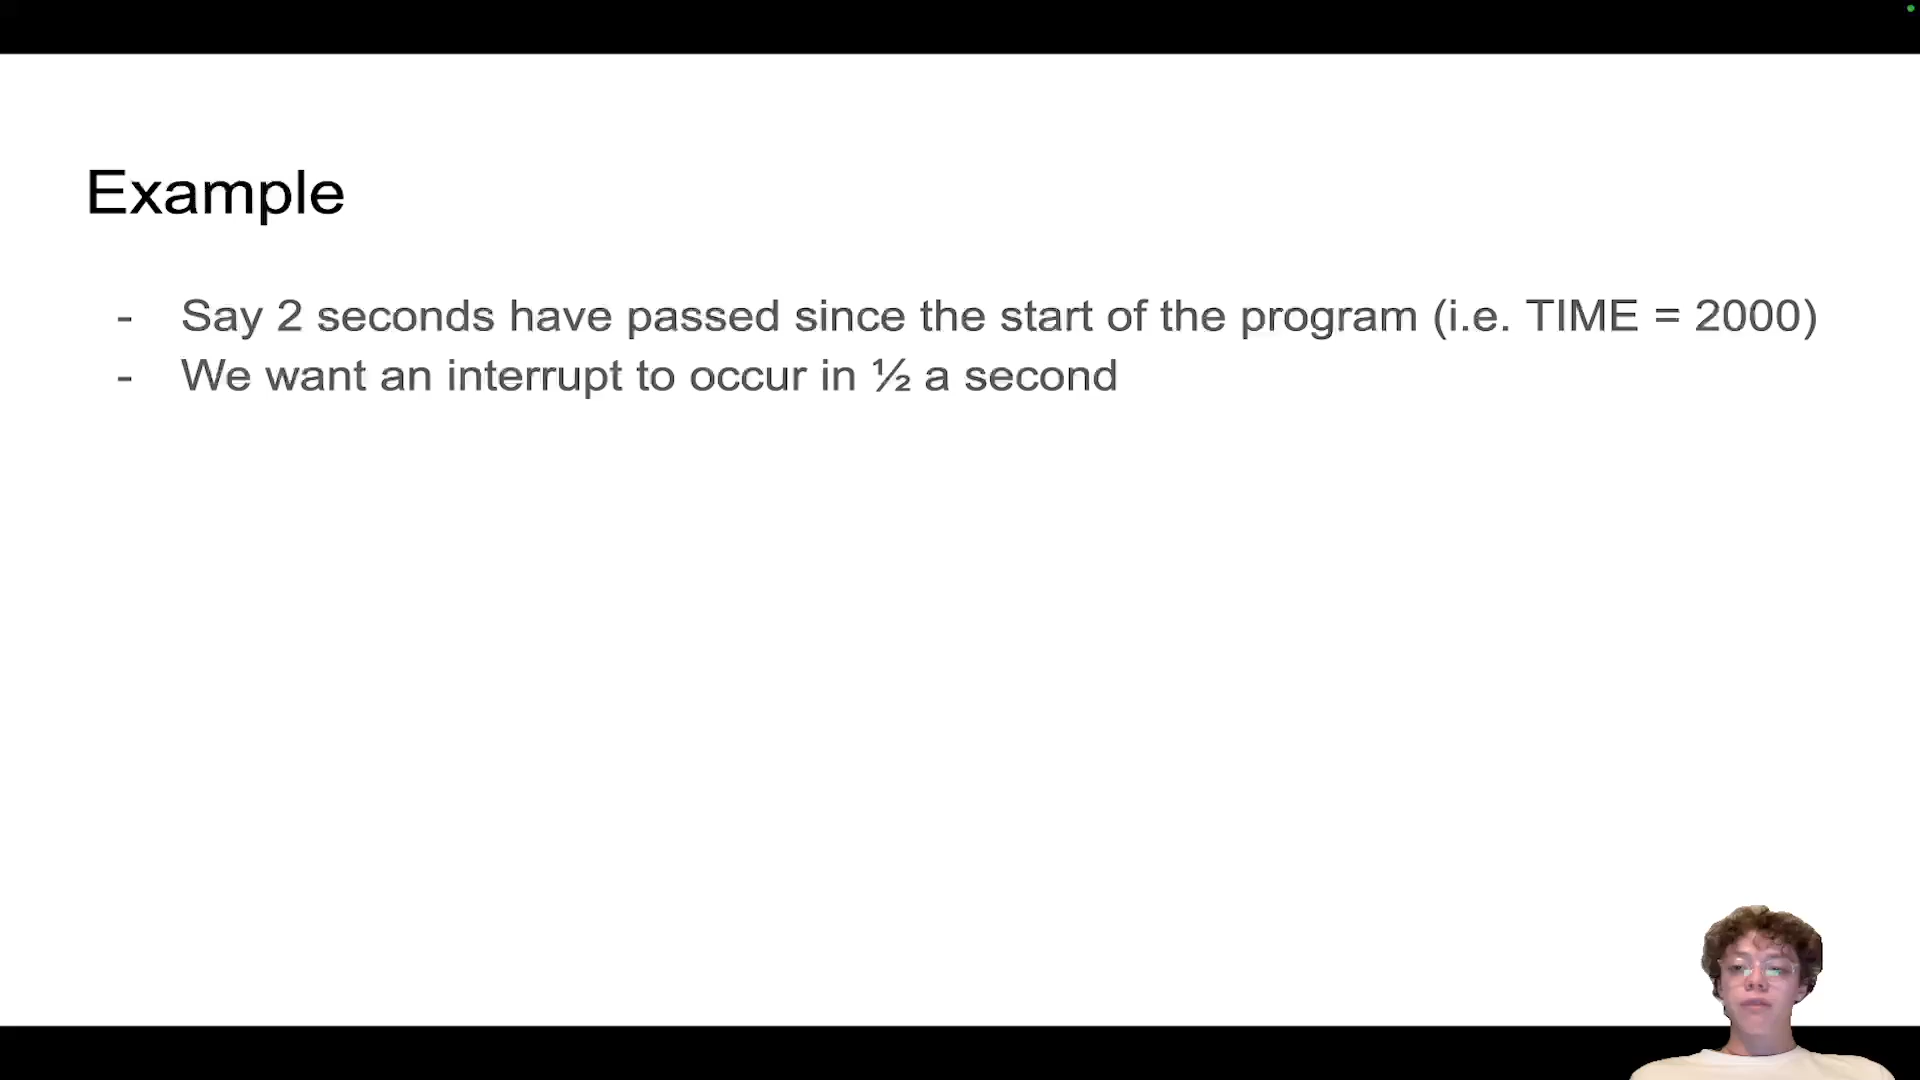 Example
- Say 2 seconds have passed since the start of the program (i.e. TIME = 2000)
- We want an interrupt to occur in ½ a second